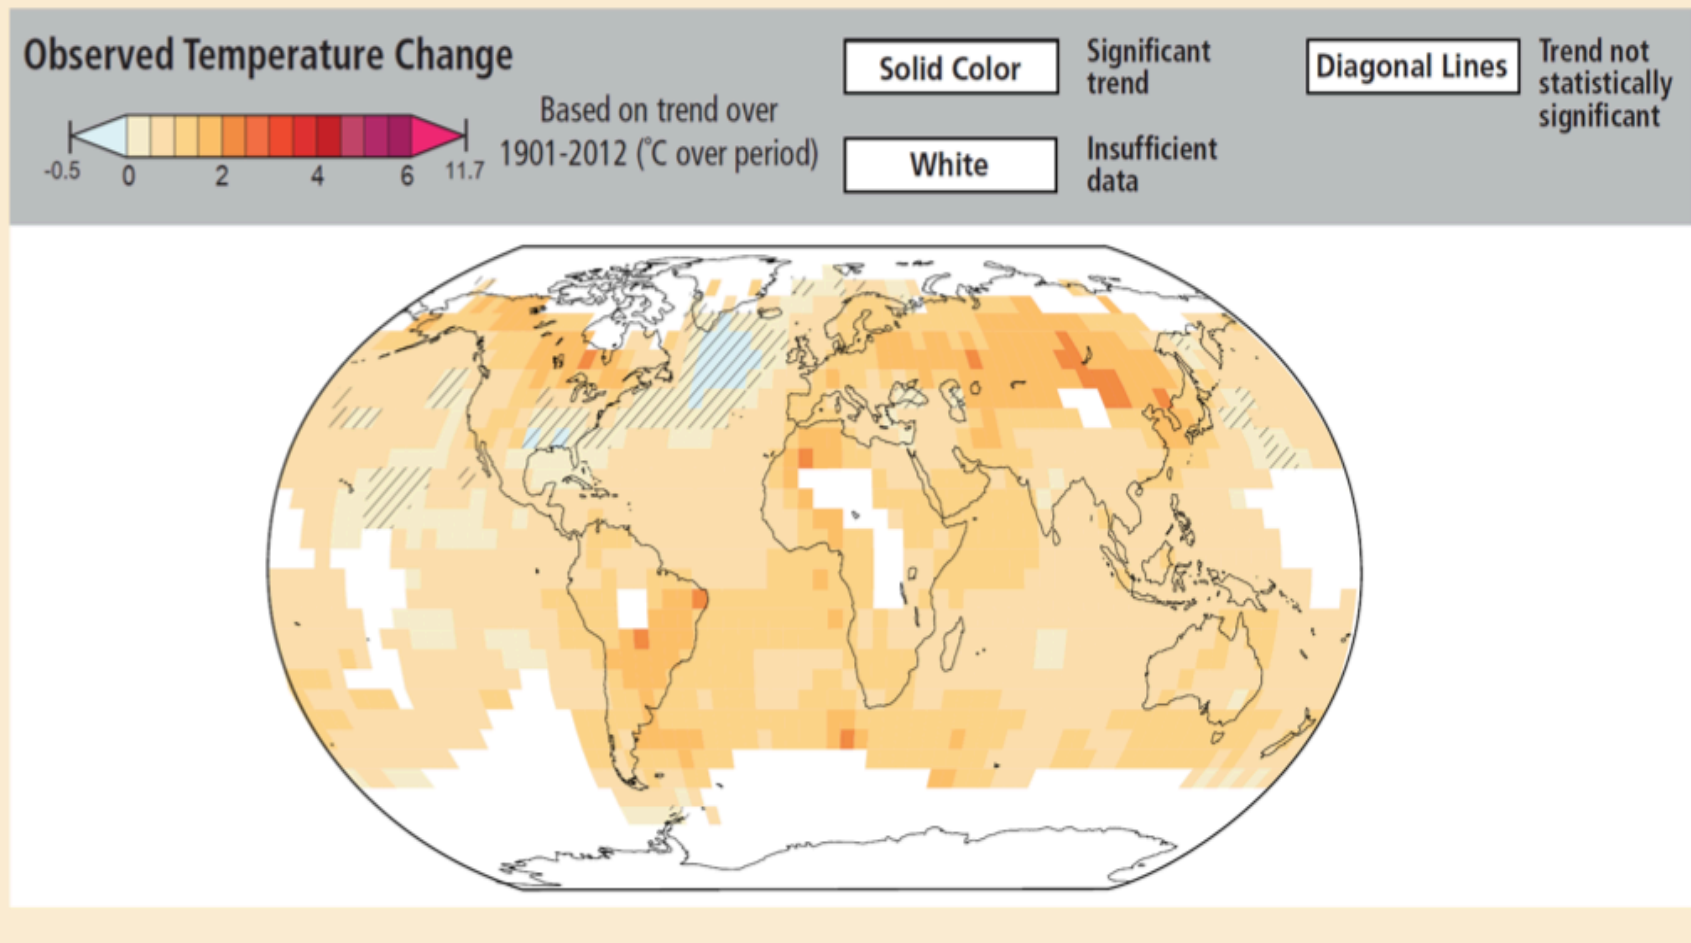 Observed Temperature Change
-0.5 0 2 4 6 11.7
Based on trend over
1901-2012 (˚C over period)
Solid Color
Significant
trend
White
Insufficient
data
Diagonal Lines
Trend not
statistically
significant